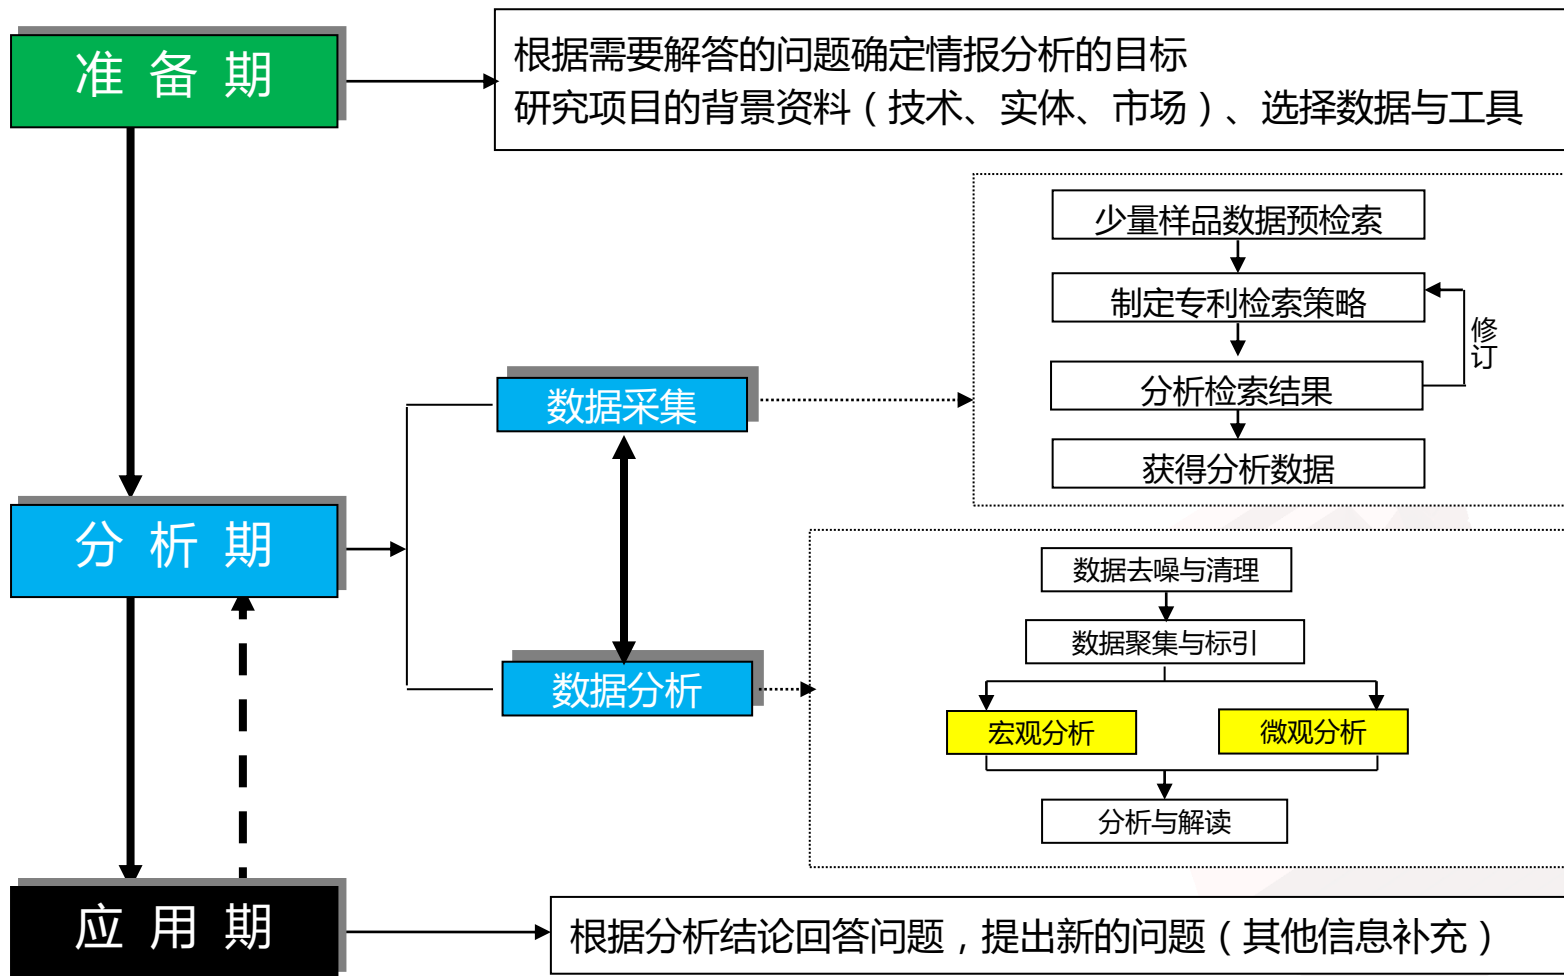 准备期
根据需要解答的问题确定情报分析的目标
研究项目的背景资料（技术、实体、市场）、选择数据与工具
少量样品数据预检索
制定专利检索策略
修订
分析检索结果
获得分析数据
数据采集
分析期
数据分析
数据去噪与清理
数据聚集与标引
宏观分析
微观分析
分析与解读
应用期
根据分析结论回答问题，提出新的问题（其他信息补充）